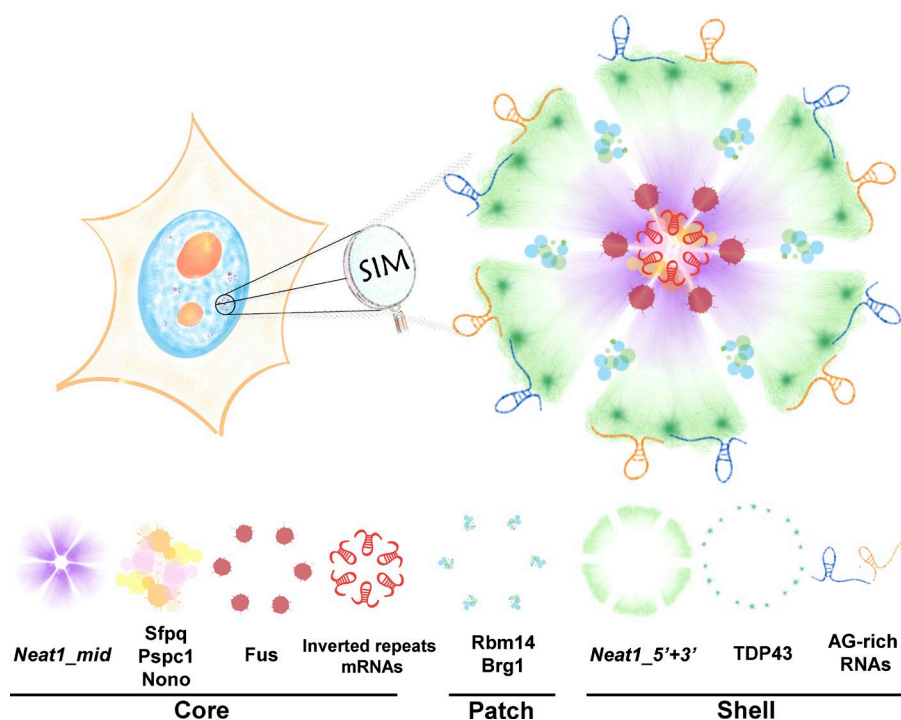 SIM
Neat1_mid
Sfpq
Pspc1
Nono
Fus
Inverted repeats
mRNAs
Rbm14
Brg1
Neat1_5’+3’
TDP43
AG-rich
RNAs
Core
Patch
Shell